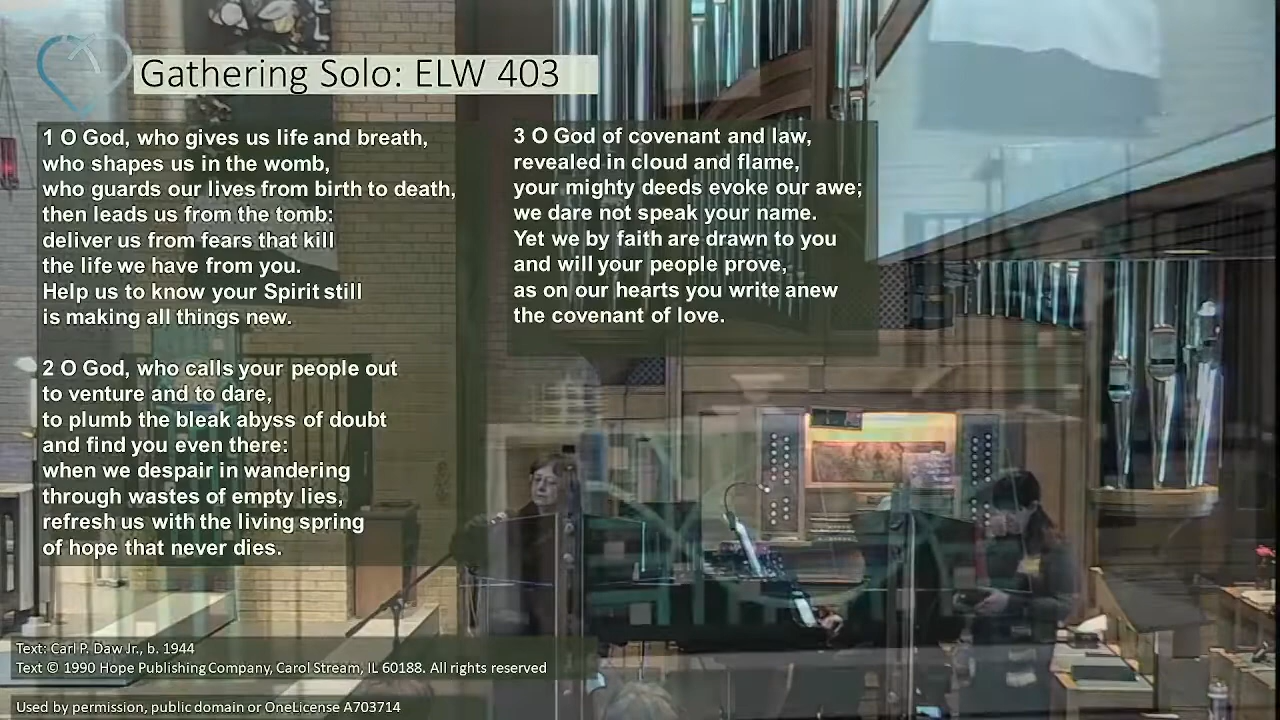 Gathering Solo: ELW 403
1 O God, who gives us life and breath,
who shapes us in the womb,
who guards our lives from birth to death,
then leads us from the tomb:
deliver us from fears that kill
the life we have from you.
Help us to know your Spirit still
is making all things new.
2 O God, who calls your people out
to venture and to dare,
to plumb the bleak abyss of doubt
and find you even there:
when we despair in wandering
through wastes of empty lies,
refresh us with the living spring
of hope that never dies.
3 O God of covenant and law,
revealed in cloud and flame,
your mighty deeds evoke our awe;
we dare not speak your name.
Yet we by faith are drawn to you
and will your people prove,
as on our hearts you write anew
the covenant of love.
Text: Carl P. Daw Jr., b. 1944
Text © 1990 Hope Publishing Company, Carol Stream, IL 60188. All rights reserved
Used by permission, public domain or OneLicense A703714